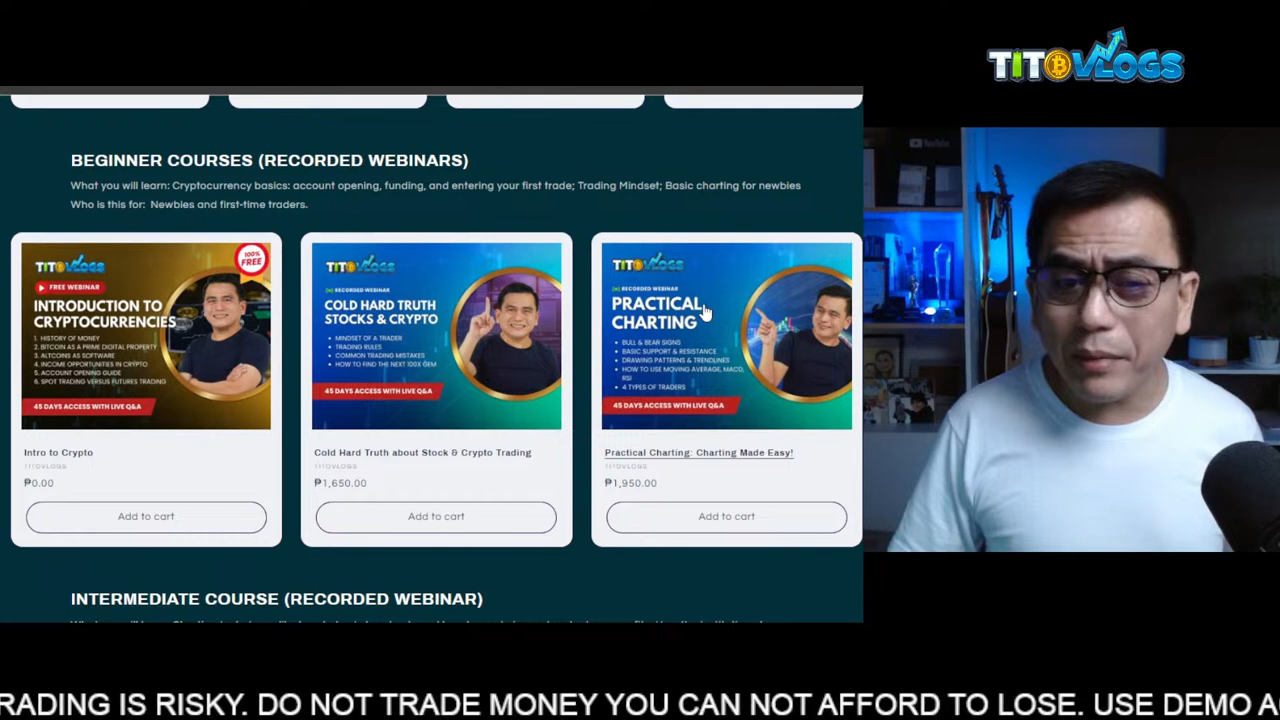 TITOVLOGS
BEGINNER COURSES (RECORDED WEBINARS)
What you will learn: Cryptocurrency basics: account opening, funding, and entering your first trade; Trading Mindset; Basic charting for newbies
Who is this for: Newbies and first-time traders.
TITOVLOGS
100% FREE
FREE WEBINAR
INTRODUCTION TO
CRYPTOCURRENCIES
1. HISTORY OF MONEY
2. BITCOIN AS A PRIME DIGITAL PROPERTY
3. ALTCOINS AS SOFTWARE
4. INCOME OPPORTUNITIES IN CRYPTO
5. ACCOUNT OPENING GUIDE
6. SPOT TRADING VERSUS FUTURES TRADING
45 DAYS ACCESS WITH LIVE Q&A
Intro to Crypto
TITOVLOGS
₱0.00
Add to cart
TITOVLOGS
RECORDED WEBINAR
COLD HARD TRUTH
STOCKS & CRYPTO
• MINDSET OF A TRADER
• TRADING RULES
• COMMON TRADING MISTAKES
• HOW TO FIND THE NEXT 100X GEM
45 DAYS ACCESS WITH LIVE Q&A
Cold Hard Truth about Stock & Crypto Trading
TITOVLOGS
₱1,650.00
Add to cart
TITOVLOGS
RECORDED WEBINAR
PRACTICAL
CHARTING
• BULL & BEAR SIGNS
• BASIC SUPPORT & RESISTANCE
• DRAWING PATTERNS & TRENDLINES
• HOW TO USE MOVING AVERAGE, MACD,
RSI
• 4 TYPES OF TRADERS
45 DAYS ACCESS WITH LIVE Q&A
Practical Charting: Charting Made Easy!
TITOVLOGS
₱1,950.00
Add to cart
INTERMEDIATE COURSE (RECORDED WEBINAR)
YouTube
RADING IS RISKY. DO NOT TRADE MONEY YOU CAN NOT AFFORD TO LOSE. USE DEMO A